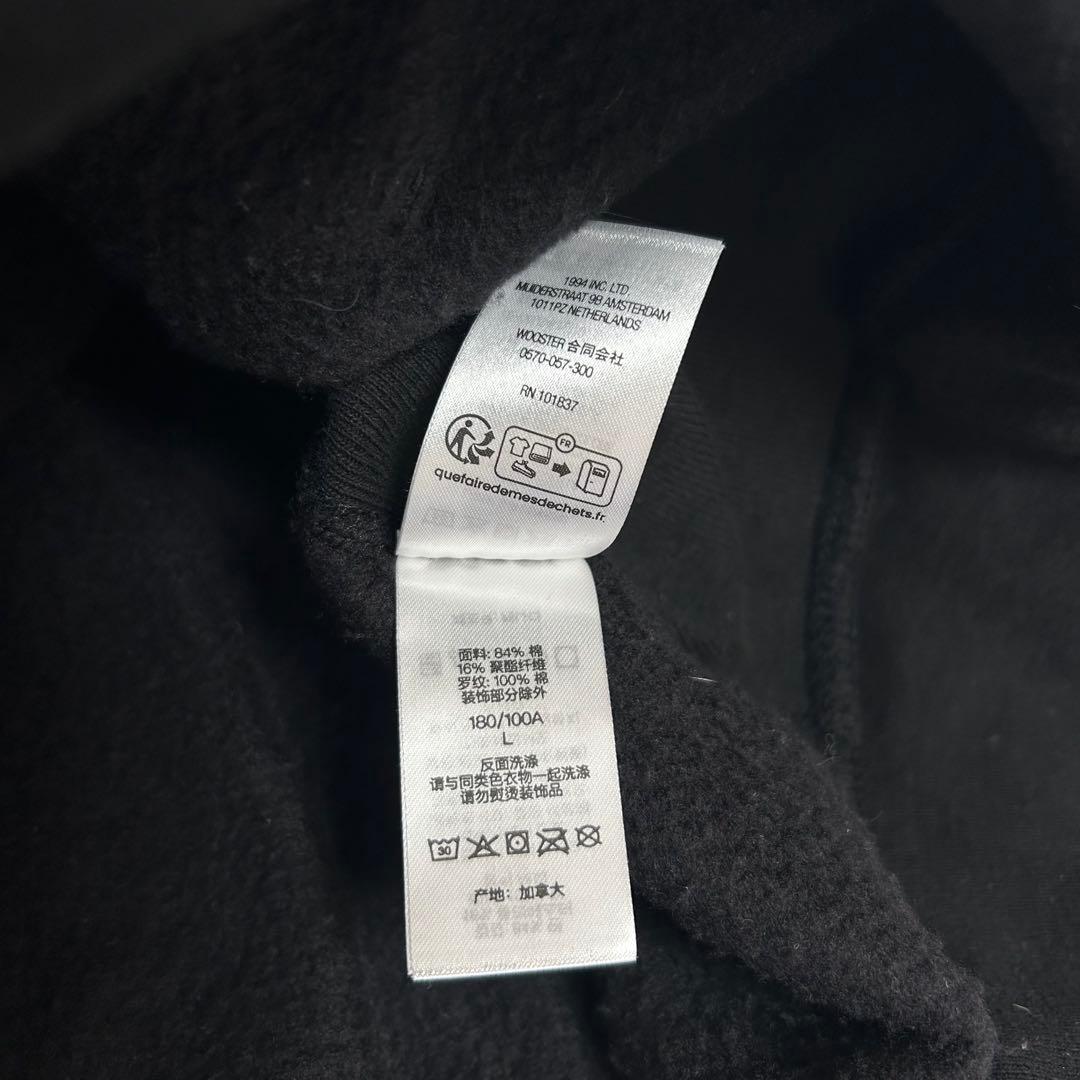 1994 INC. LTD
MUIDERSTRAAT 9B AMSTERDAM
1011PZ NETHERLANDS
WOOSTER 合同会社
0570-057-300
RN 101837
FR
quefairedemesdechets.fr
面料: 84% 棉
16% 聚酯纤维
罗纹: 100% 棉
装饰部分除外
180/100A
L
反面洗涤
请与同类色衣物一起洗涤
请勿熨烫装饰品
30
产地: 加拿大